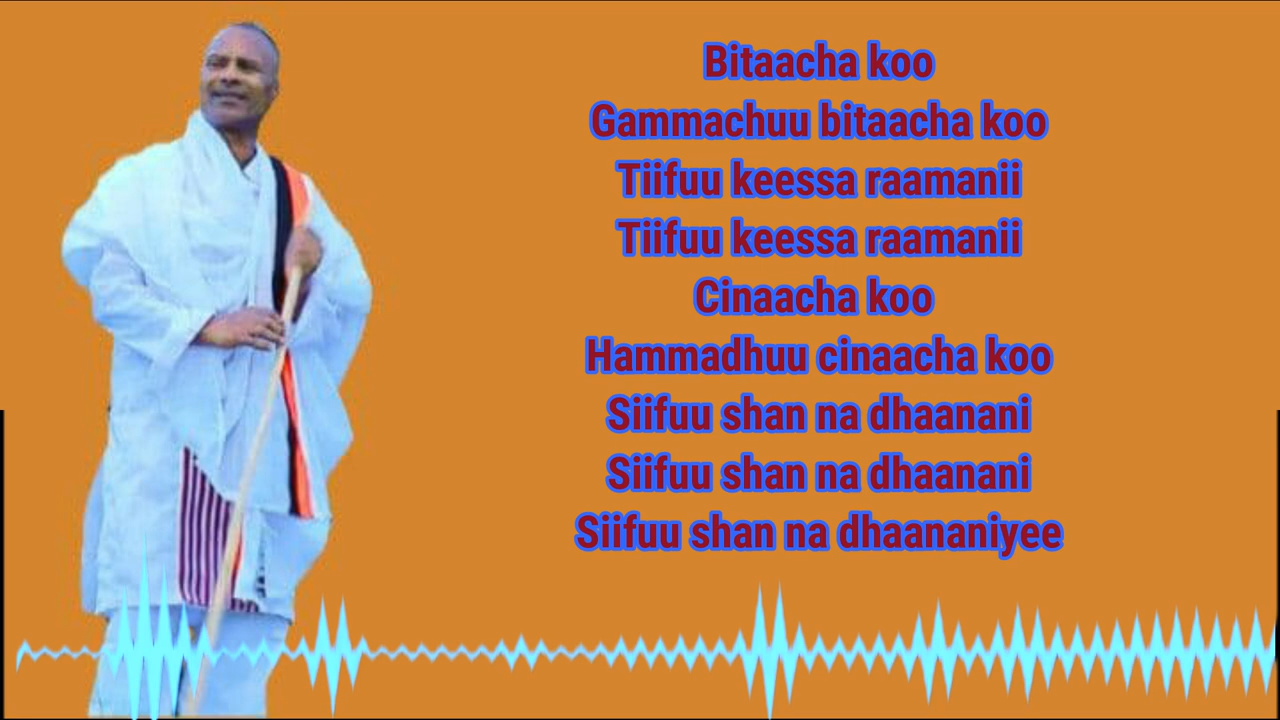 Bitaacha koo
Gammachuu bitaacha koo
Tiifuu keessa raamanii
Tiifuu keessa raamanii
Cinaacha koo
Hammadhuu cinaacha koo
Siifuu shan na dhaanani
Siifuu shan na dhaanani
Siifuu shan na dhaananiyee